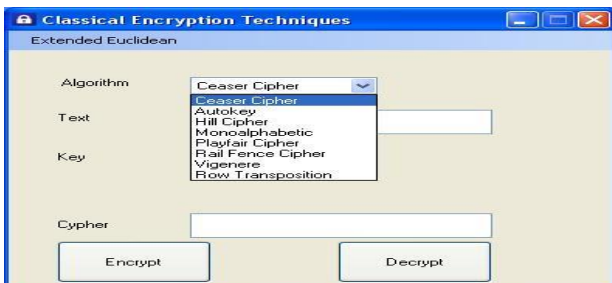 Classical Encryption Techniques
Extended Euclidean
Algorithm
Ceaser Cipher
Ceaser Cipher
Autokey
Hill Cipher
Monoalphabetic
Playfair Cipher
Rail Fence Cipher
Vigenere
Row Transposition
Text
Key
Cypher
Encrypt Decrypt